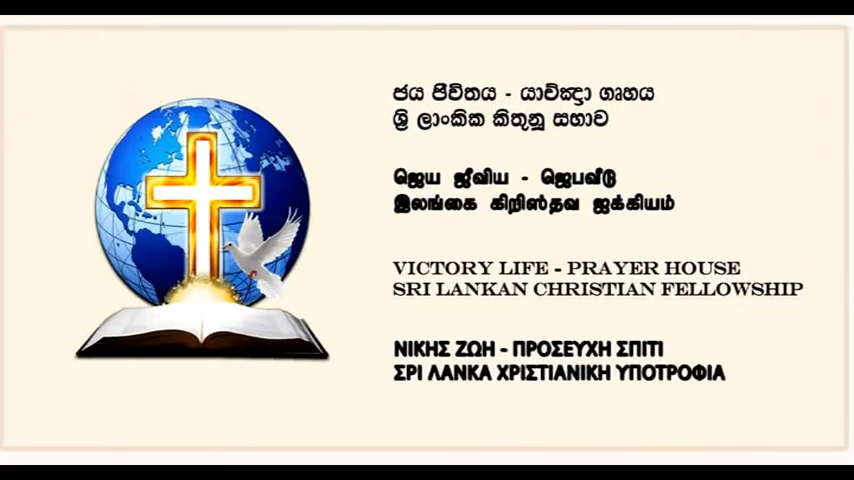 ජය ජීවිතය - යාච්ඤා ගෘහය
ශ්‍රී ලාංකික කිතුනු සභාව
ஜெய ஜீவிய - ஜெபவீடு
இலங்கை கிறிஸ்தவ ஐக்கியம்
VICTORY LIFE - PRAYER HOUSE
SRI LANKAN CHRISTIAN FELLOWSHIP
ΝΙΚΗΣ ΖΩΗ - ΠΡΟΣΕΥΧΗ ΣΠΙΤΙ
ΣΡΙ ΛΑΝΚΑ ΧΡΙΣΤΙΑΝΙΚΗ ΥΠΟΤΡΟΦΙΑ